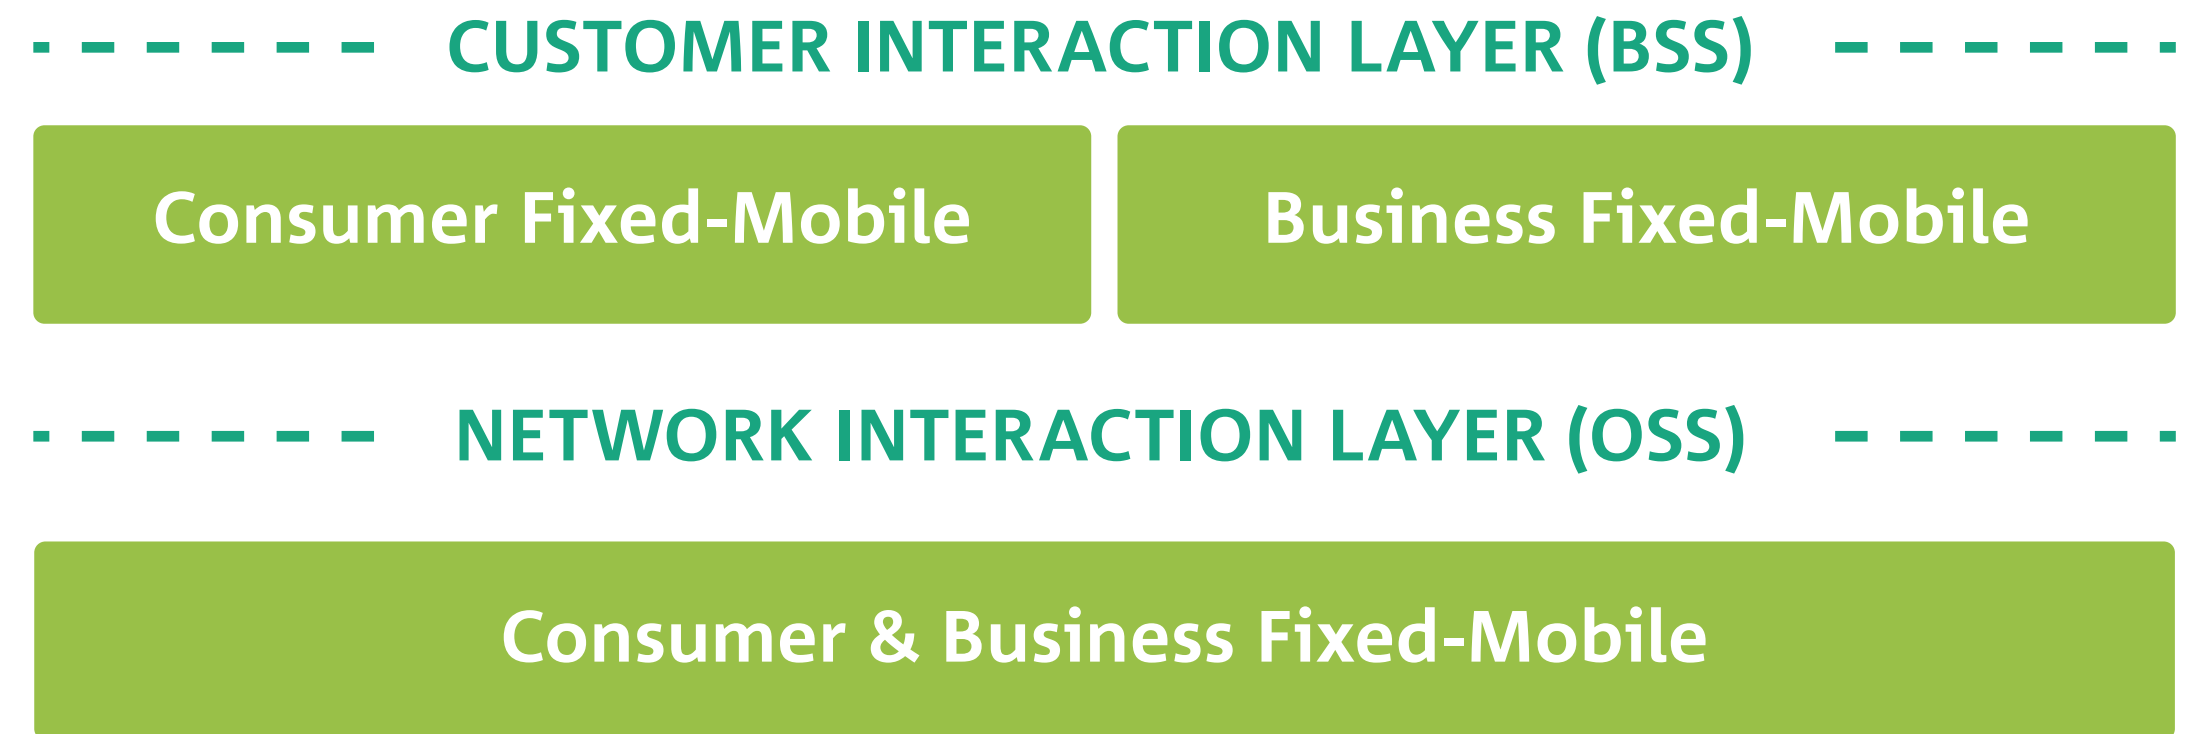 CUSTOMER INTERACTION LAYER (BSS)
Consumer Fixed-Mobile
Business Fixed-Mobile
NETWORK INTERACTION LAYER (OSS)
Consumer & Business Fixed-Mobile